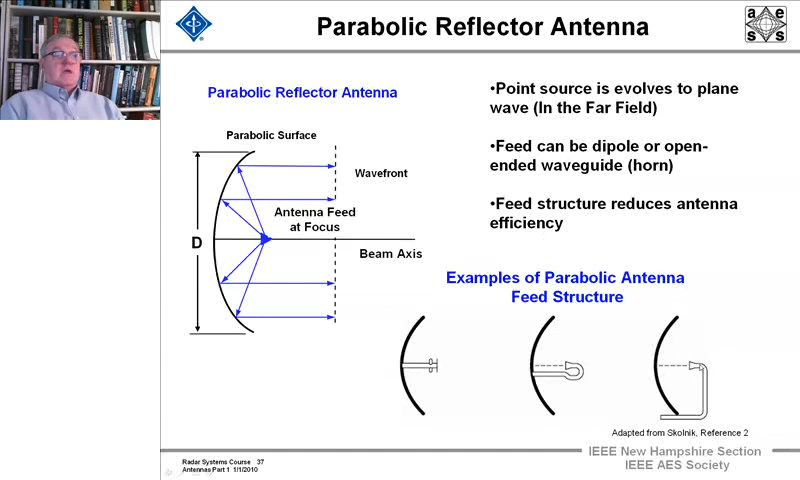 Parabolic Reflector Antenna
a e
s s
Parabolic Reflector Antenna
Parabolic Surface
Wavefront
Antenna Feed
at Focus
D
Beam Axis
•Point source is evolves to plane
wave (In the Far Field)
•Feed can be dipole or open-
ended waveguide (horn)
•Feed structure reduces antenna
efficiency
Examples of Parabolic Antenna
Feed Structure
Adapted from Skolnik, Reference 2
Radar Systems Course 37
Antennas Part 1 1/1/2010
IEEE New Hampshire Section
IEEE AES Society